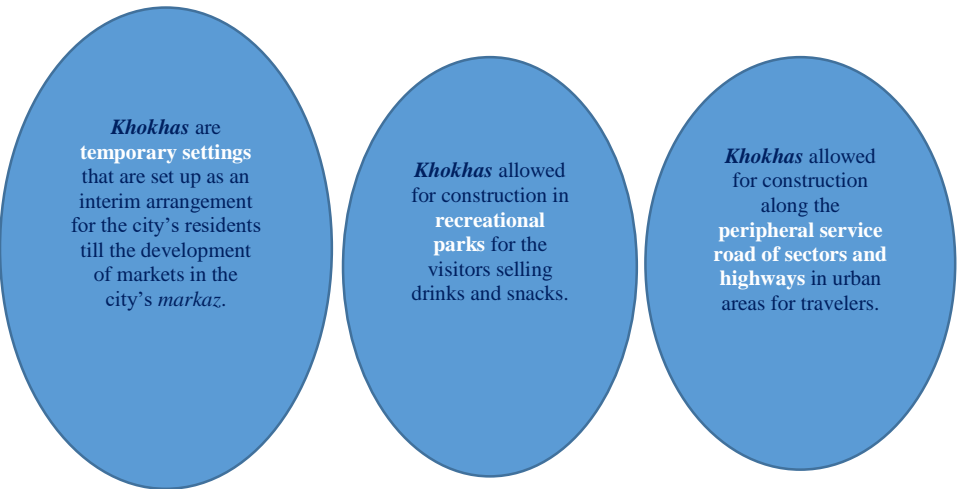 Khokhas are
temporary settings
that are set up as an
interim arrangement
for the city’s residents
till the development
of markets in the
city’s markaz.
Khokhas allowed
for construction in
recreational
parks for the
visitors selling
drinks and snacks.
Khokhas allowed
for construction
along the
peripheral service
road of sectors and
highways in urban
areas for travelers.